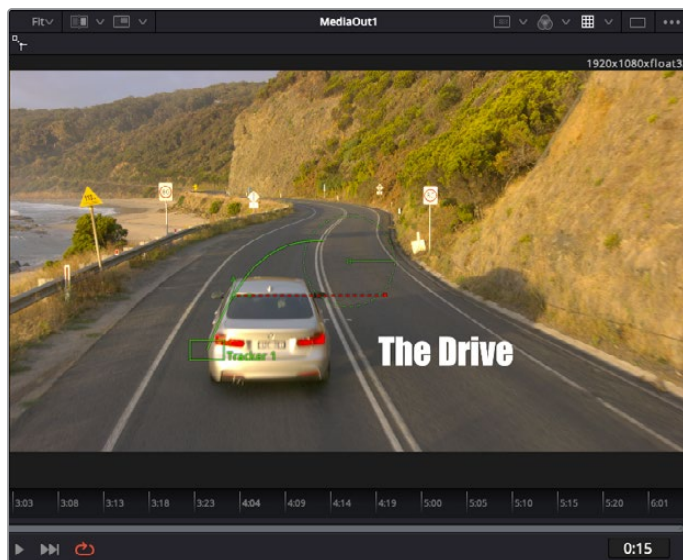 Fit MediaOut1
1920x1080xfloat3
Tracker 1
The Drive
3:03 3:08 3:13 3:18 3:23 4:04 4:09 4:14 4:19 5:00 5:05 5:10 5:15 5:20 6:01
0:15